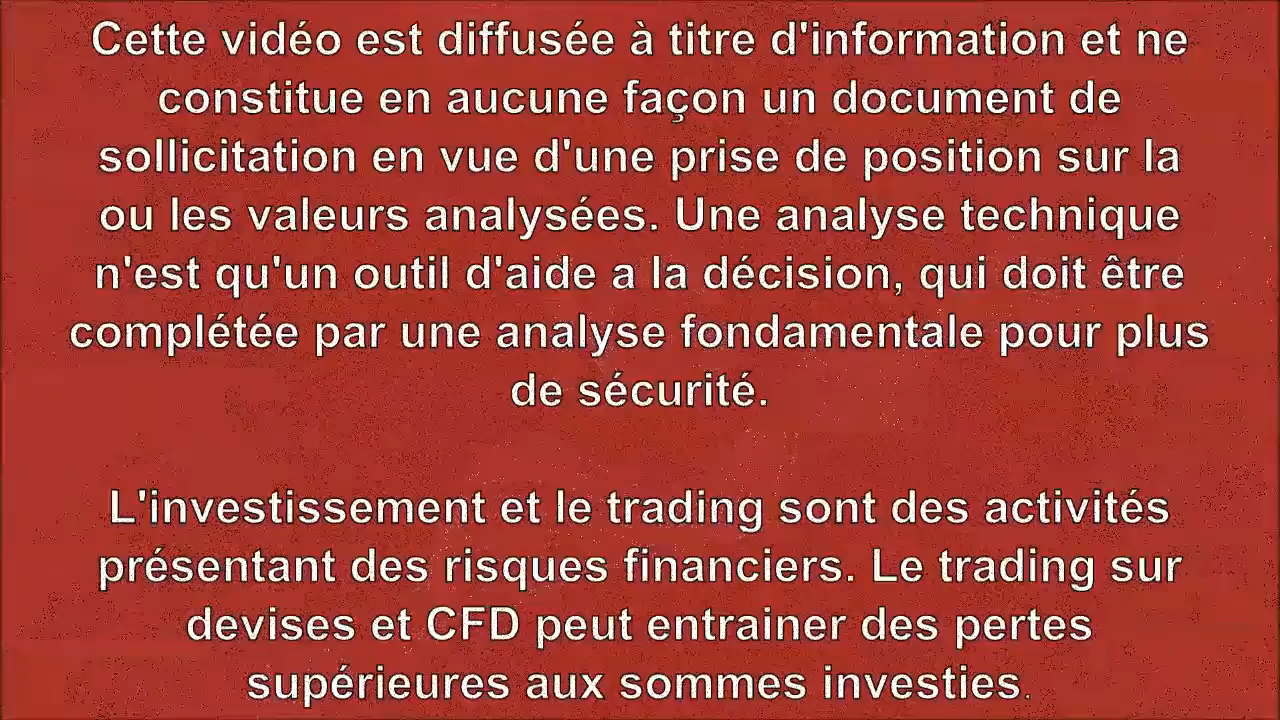 Cette vidéo est diffusée à titre d'information et ne
constitue en aucune façon un document de
sollicitation en vue d'une prise de position sur la
ou les valeurs analysées. Une analyse technique
n'est qu'un outil d'aide a la décision, qui doit être
complétée par une analyse fondamentale pour plus
de sécurité.
L'investissement et le trading sont des activités
présentant des risques financiers. Le trading sur
devises et CFD peut entrainer des pertes
supérieures aux sommes investies.